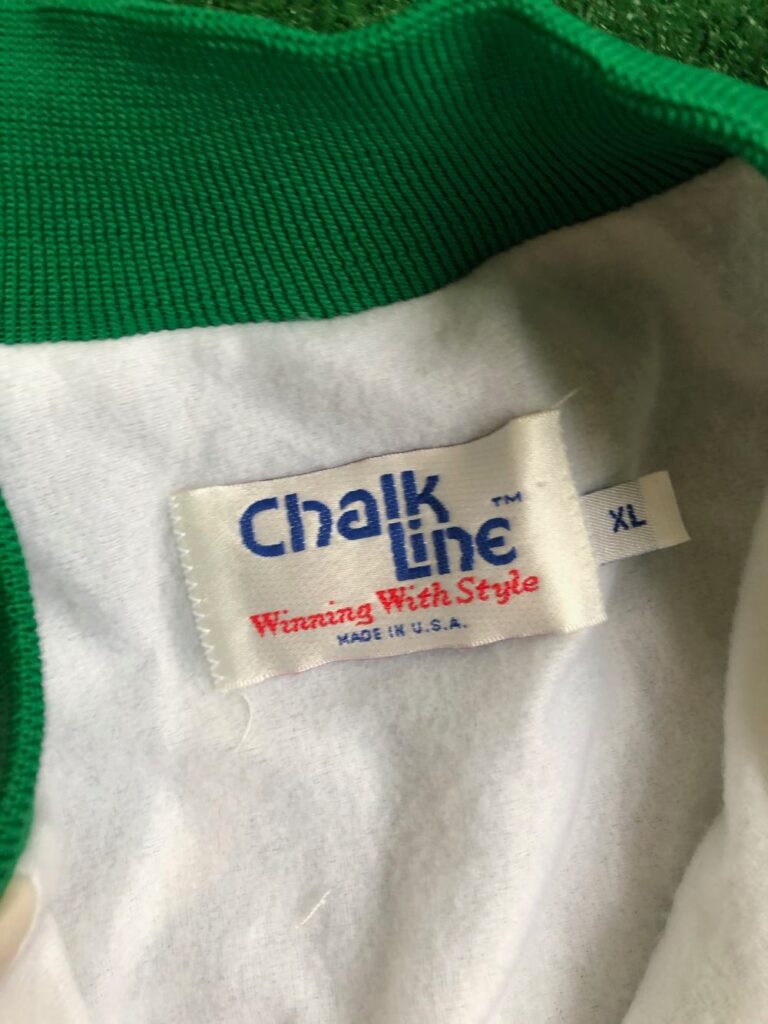 Chalk
Line™
XL
Winning With Style
MADE IN U.S.A.